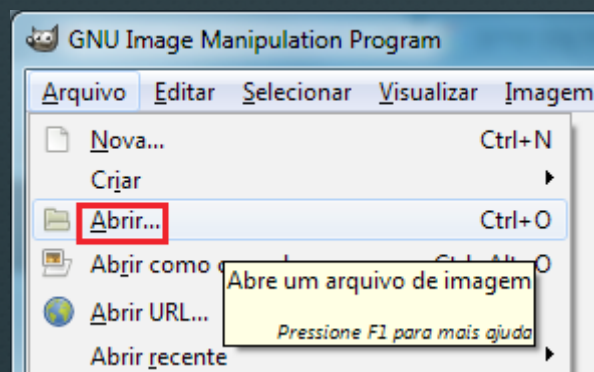 GNU Image Manipulation Program
Arquivo Editar Selecionar Visualizar Imagem
Nova... Ctrl+N
Criar
Abrir... Ctrl+O
Abrir como
Abre um arquivo de imagem
Abrir URL...
Pressione F1 para mais ajuda
Abrir recente